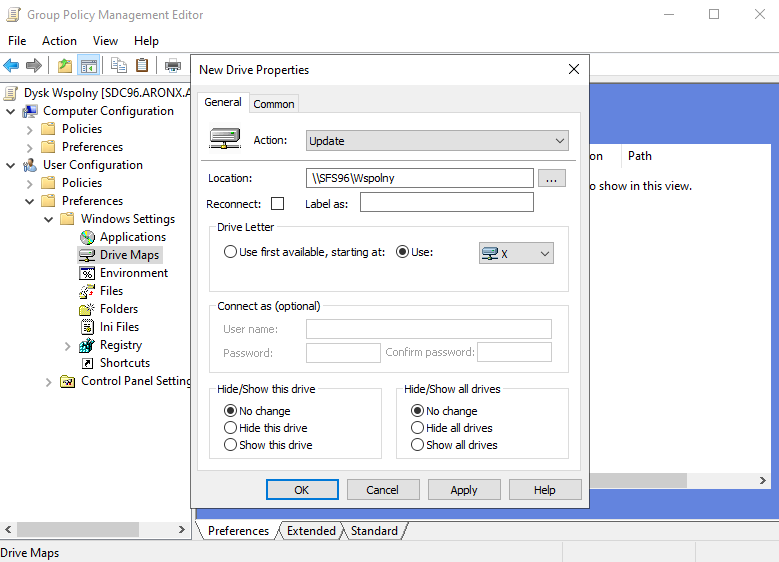 Group Policy Management Editor
File Action View Help
Dysk Wspolny [SDC96.ARONX.A
Computer Configuration
Policies
Preferences
User Configuration
Policies
Preferences
Windows Settings
Applications
Drive Maps
Environment
Files
Folders
Ini Files
Registry
Shortcuts
Control Panel Setting
New Drive Properties
General Common
Action: Update
Location: \\SFS96\Wspolny ...
Reconnect: Label as:
Drive Letter
Use first available, starting at: Use: X
Connect as (optional)
User name:
Password: Confirm password:
Hide/Show this drive
No change
Hide this drive
Show this drive
Hide/Show all drives
No change
Hide all drives
Show all drives
OK Cancel Apply Help
on Path
o show in this view.
Preferences Extended Standard
Drive Maps